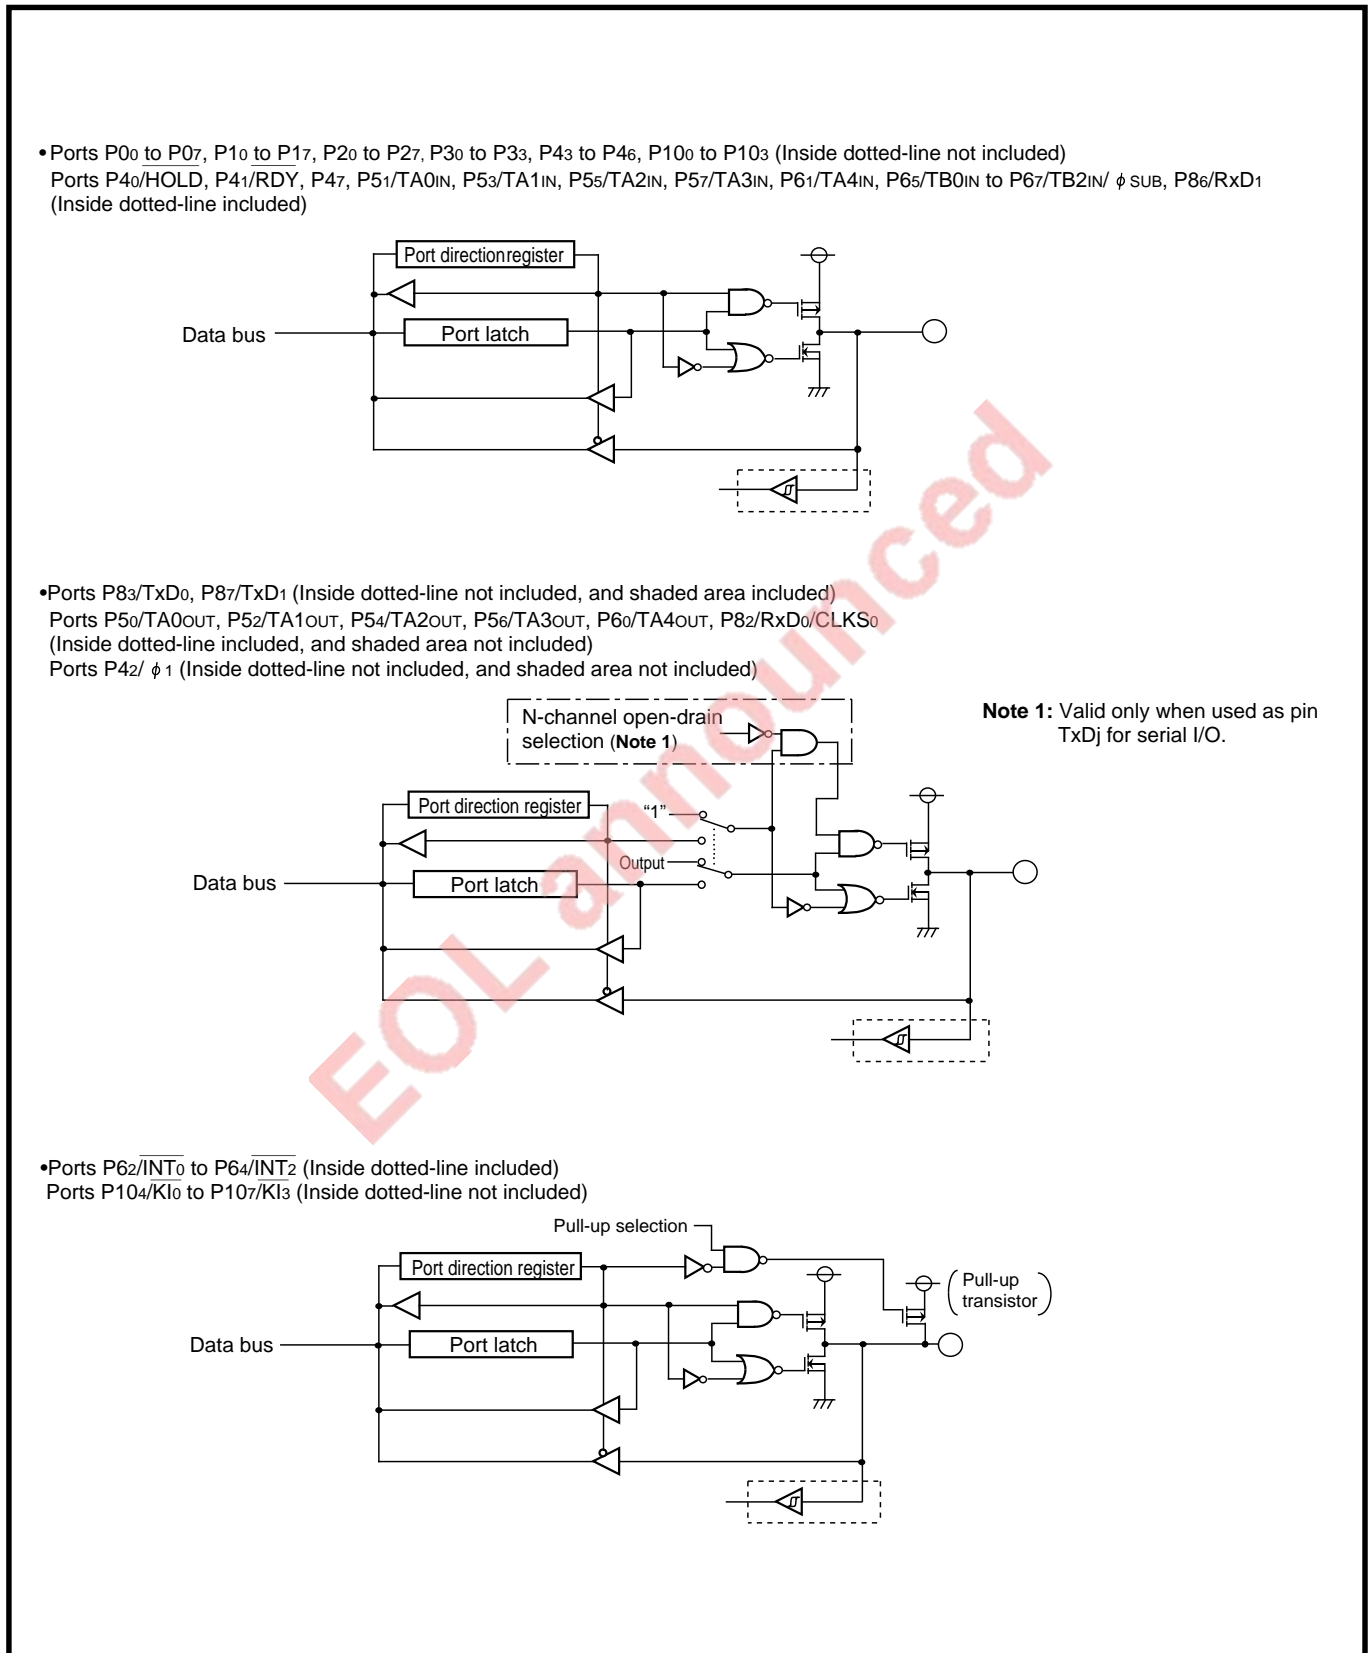 •Ports P00 to P07, P10 to P17, P20 to P27, P30 to P33, P43 to P46, P100 to P103 (Inside dotted-line not included)
Ports P40/HOLD, P41/RDY, P47, P51/TA0IN, P53/TA1IN, P55/TA2IN, P57/TA3IN, P61/TA4IN, P65/TB0IN to P67/TB2IN/ ϕ SUB, P86/RxD1
(Inside dotted-line included)
Port direction register
Data bus
Port latch
•Ports P83/TxD0, P87/TxD1 (Inside dotted-line not included, and shaded area included)
Ports P50/TA0OUT, P52/TA1OUT, P54/TA2OUT, P56/TA3OUT, P60/TA4OUT, P82/RxD0/CLKS0
(Inside dotted-line included, and shaded area not included)
Ports P42/ ϕ 1 (Inside dotted-line not included, and shaded area not included)
N-channel open-drain
selection (Note 1)
Note 1: Valid only when used as pin
TxDj for serial I/O.
Port direction register
“1”
Output
Data bus
Port latch
•Ports P62/INT0 to P64/INT2 (Inside dotted-line included)
Ports P104/KI0 to P107/KI3 (Inside dotted-line not included)
Pull-up selection
Port direction register
(Pull-up
transistor)
Data bus
Port latch
EOL announced